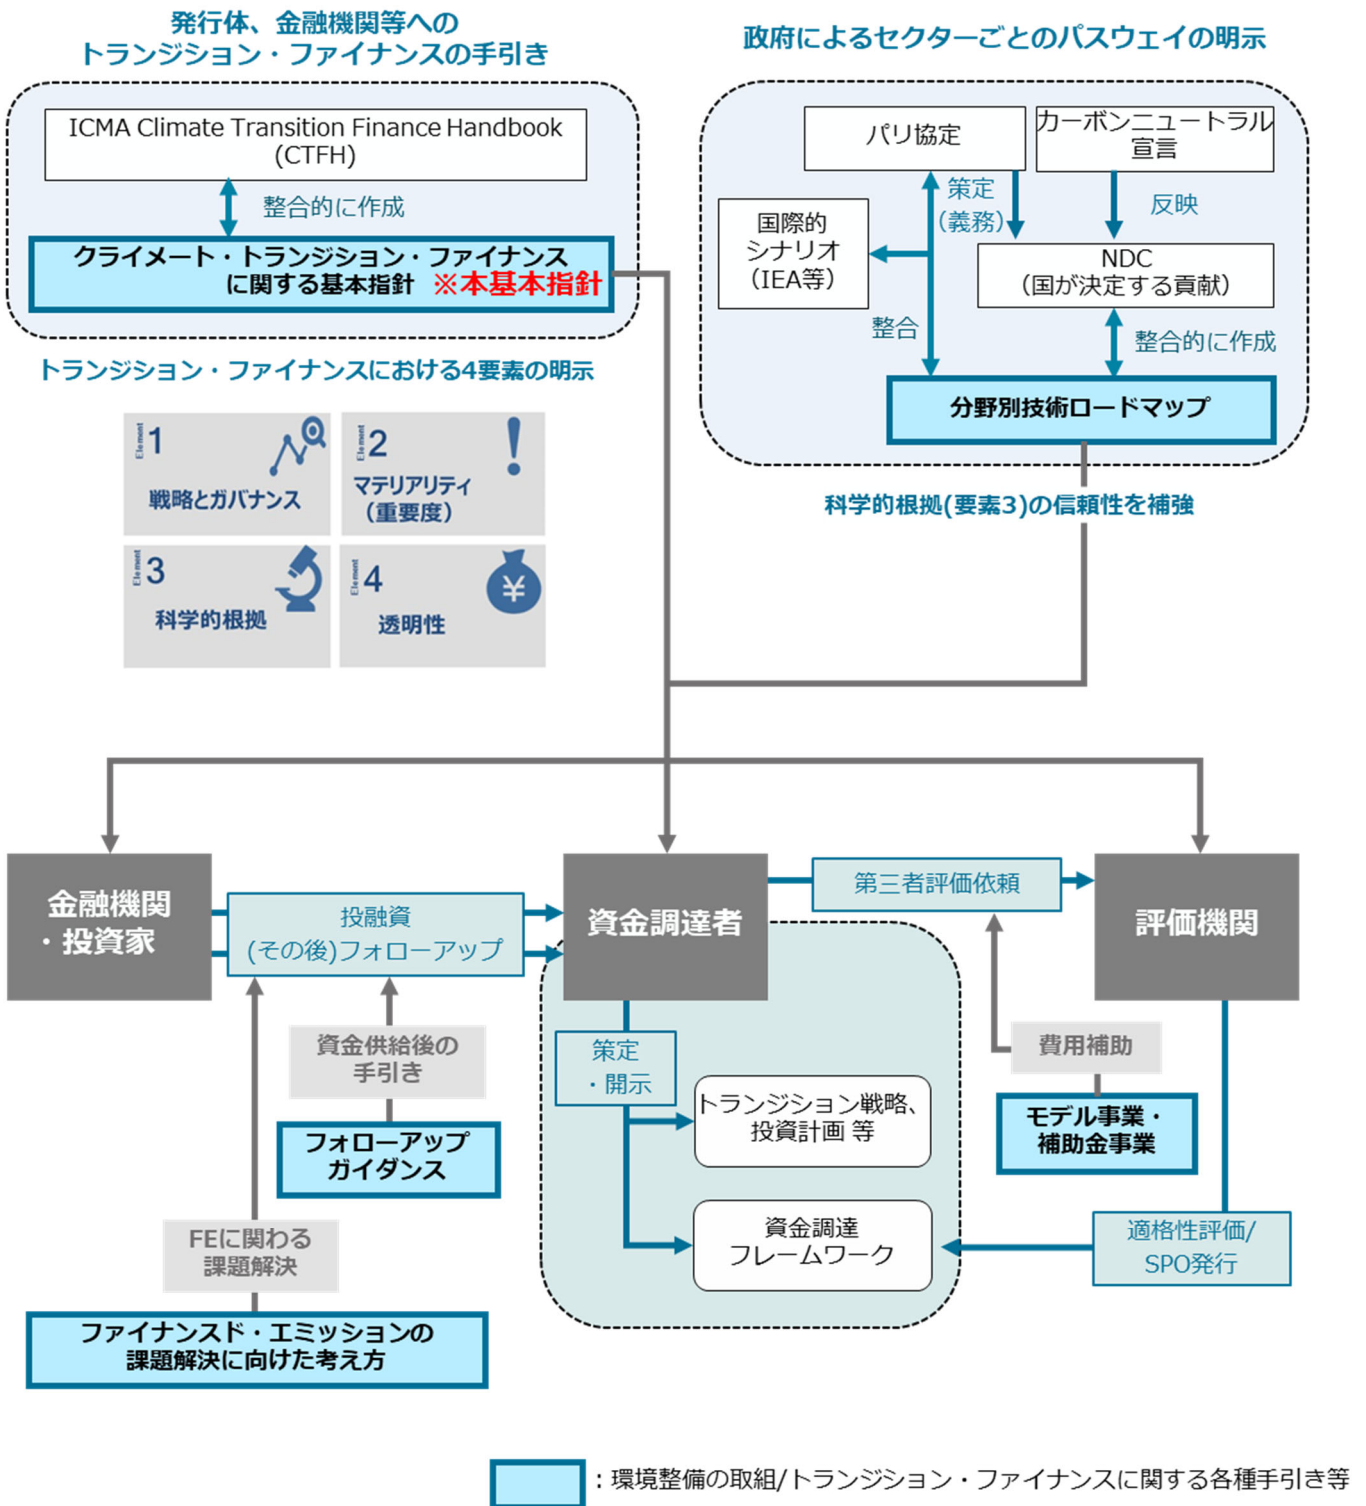 発行体、金融機関等への
トランジション・ファイナンスの手引き
ICMA Climate Transition Finance Handbook
(CTFH)
整合的に作成
クライメート・トランジション・ファイナンス
に関する基本指針 ※本基本指針
トランジション・ファイナンスにおける4要素の明示
Element 1
戦略とガバナンス
Element 2
マテリアリティ
(重要度)
Element 3
科学的根拠
Element 4
¥
透明性
政府によるセクターごとのパスウェイの明示
パリ協定
カーボンニュートラル
宣言
策定
(義務)
反映
国際的
シナリオ
(IEA等)
NDC
(国が決定する貢献)
整合
整合的に作成
分野別技術ロードマップ
科学的根拠(要素3)の信頼性を補強
金融機関
・投資家
投融資
(その後)フォローアップ
資金調達者
第三者評価依頼
評価機関
資金供給後の
手引き
フォローアップ
ガイダンス
FEに関わる
課題解決
ファイナンスド・エミッションの
課題解決に向けた考え方
策定
・開示
トランジション戦略、
投資計画 等
資金調達
フレームワーク
費用補助
モデル事業・
補助金事業
適格性評価/
SPO発行
:環境整備の取組/トランジション・ファイナンスに関する各種手引き等